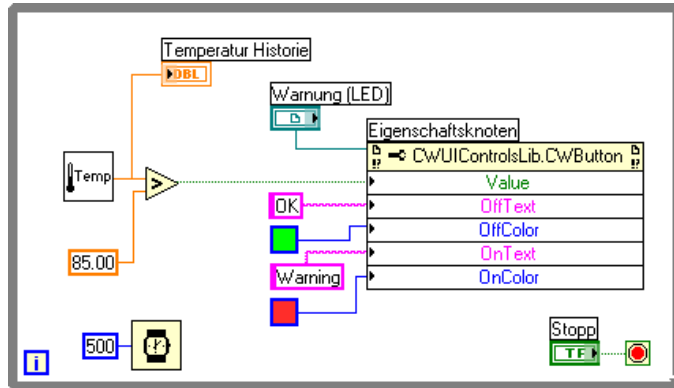 Temperatur Historie
DBL
Warnung (LED)
Eigenschaftsknoten
CWUIControlsLib.CWButton
Temp
>
Value
OK
OffText
OffColor
85.00
OnText
Warning
OnColor
500
Stopp
TF
i